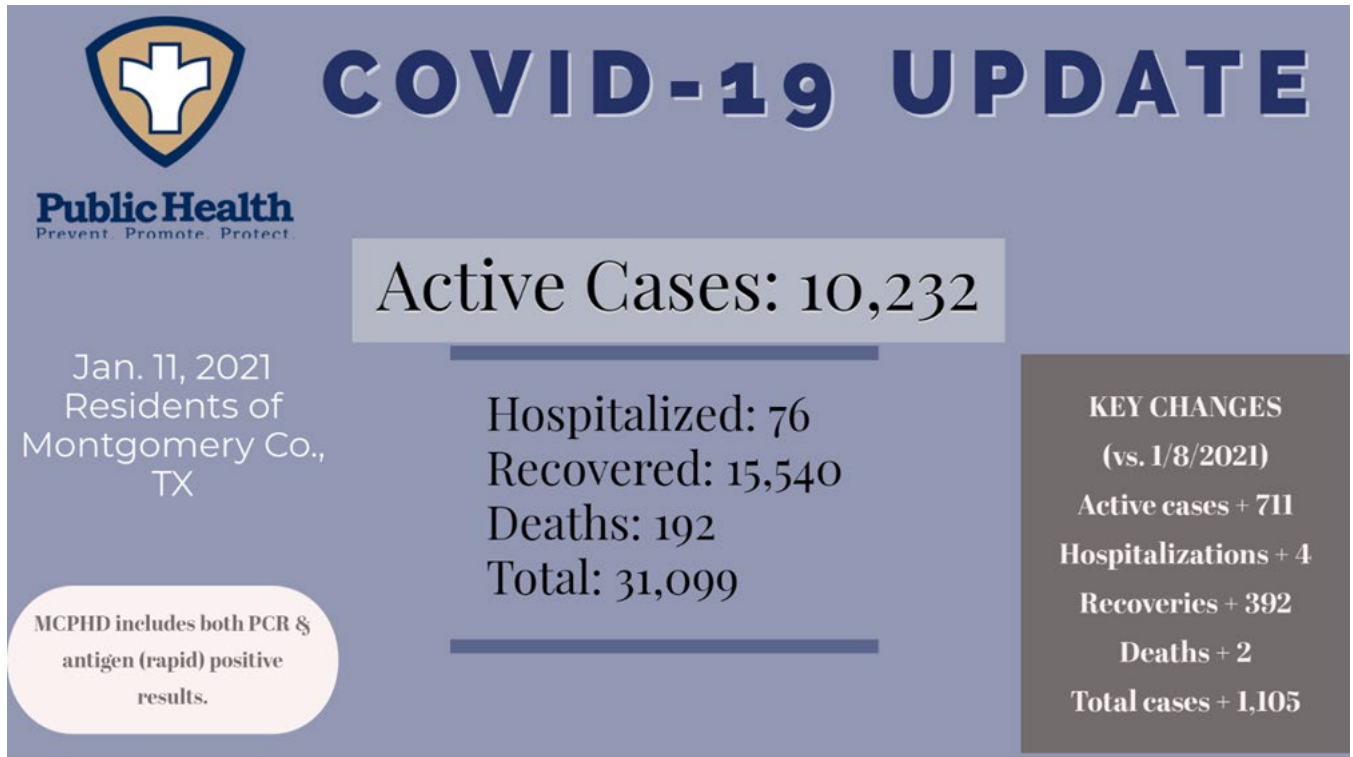 COVID-19 UPDATE
Public Health
Prevent. Promote. Protect.
Active Cases: 10,232
Jan. 11, 2021
Residents of
Montgomery Co.,
TX
Hospitalized: 76
Recovered: 15,540
Deaths: 192
Total: 31,099
KEY CHANGES
(vs. 1/8/2021)
Active cases + 711
Hospitalizations + 4
Recoveries + 392
Deaths + 2
Total cases + 1,105
MCPHD includes both PCR &
antigen (rapid) positive
results.